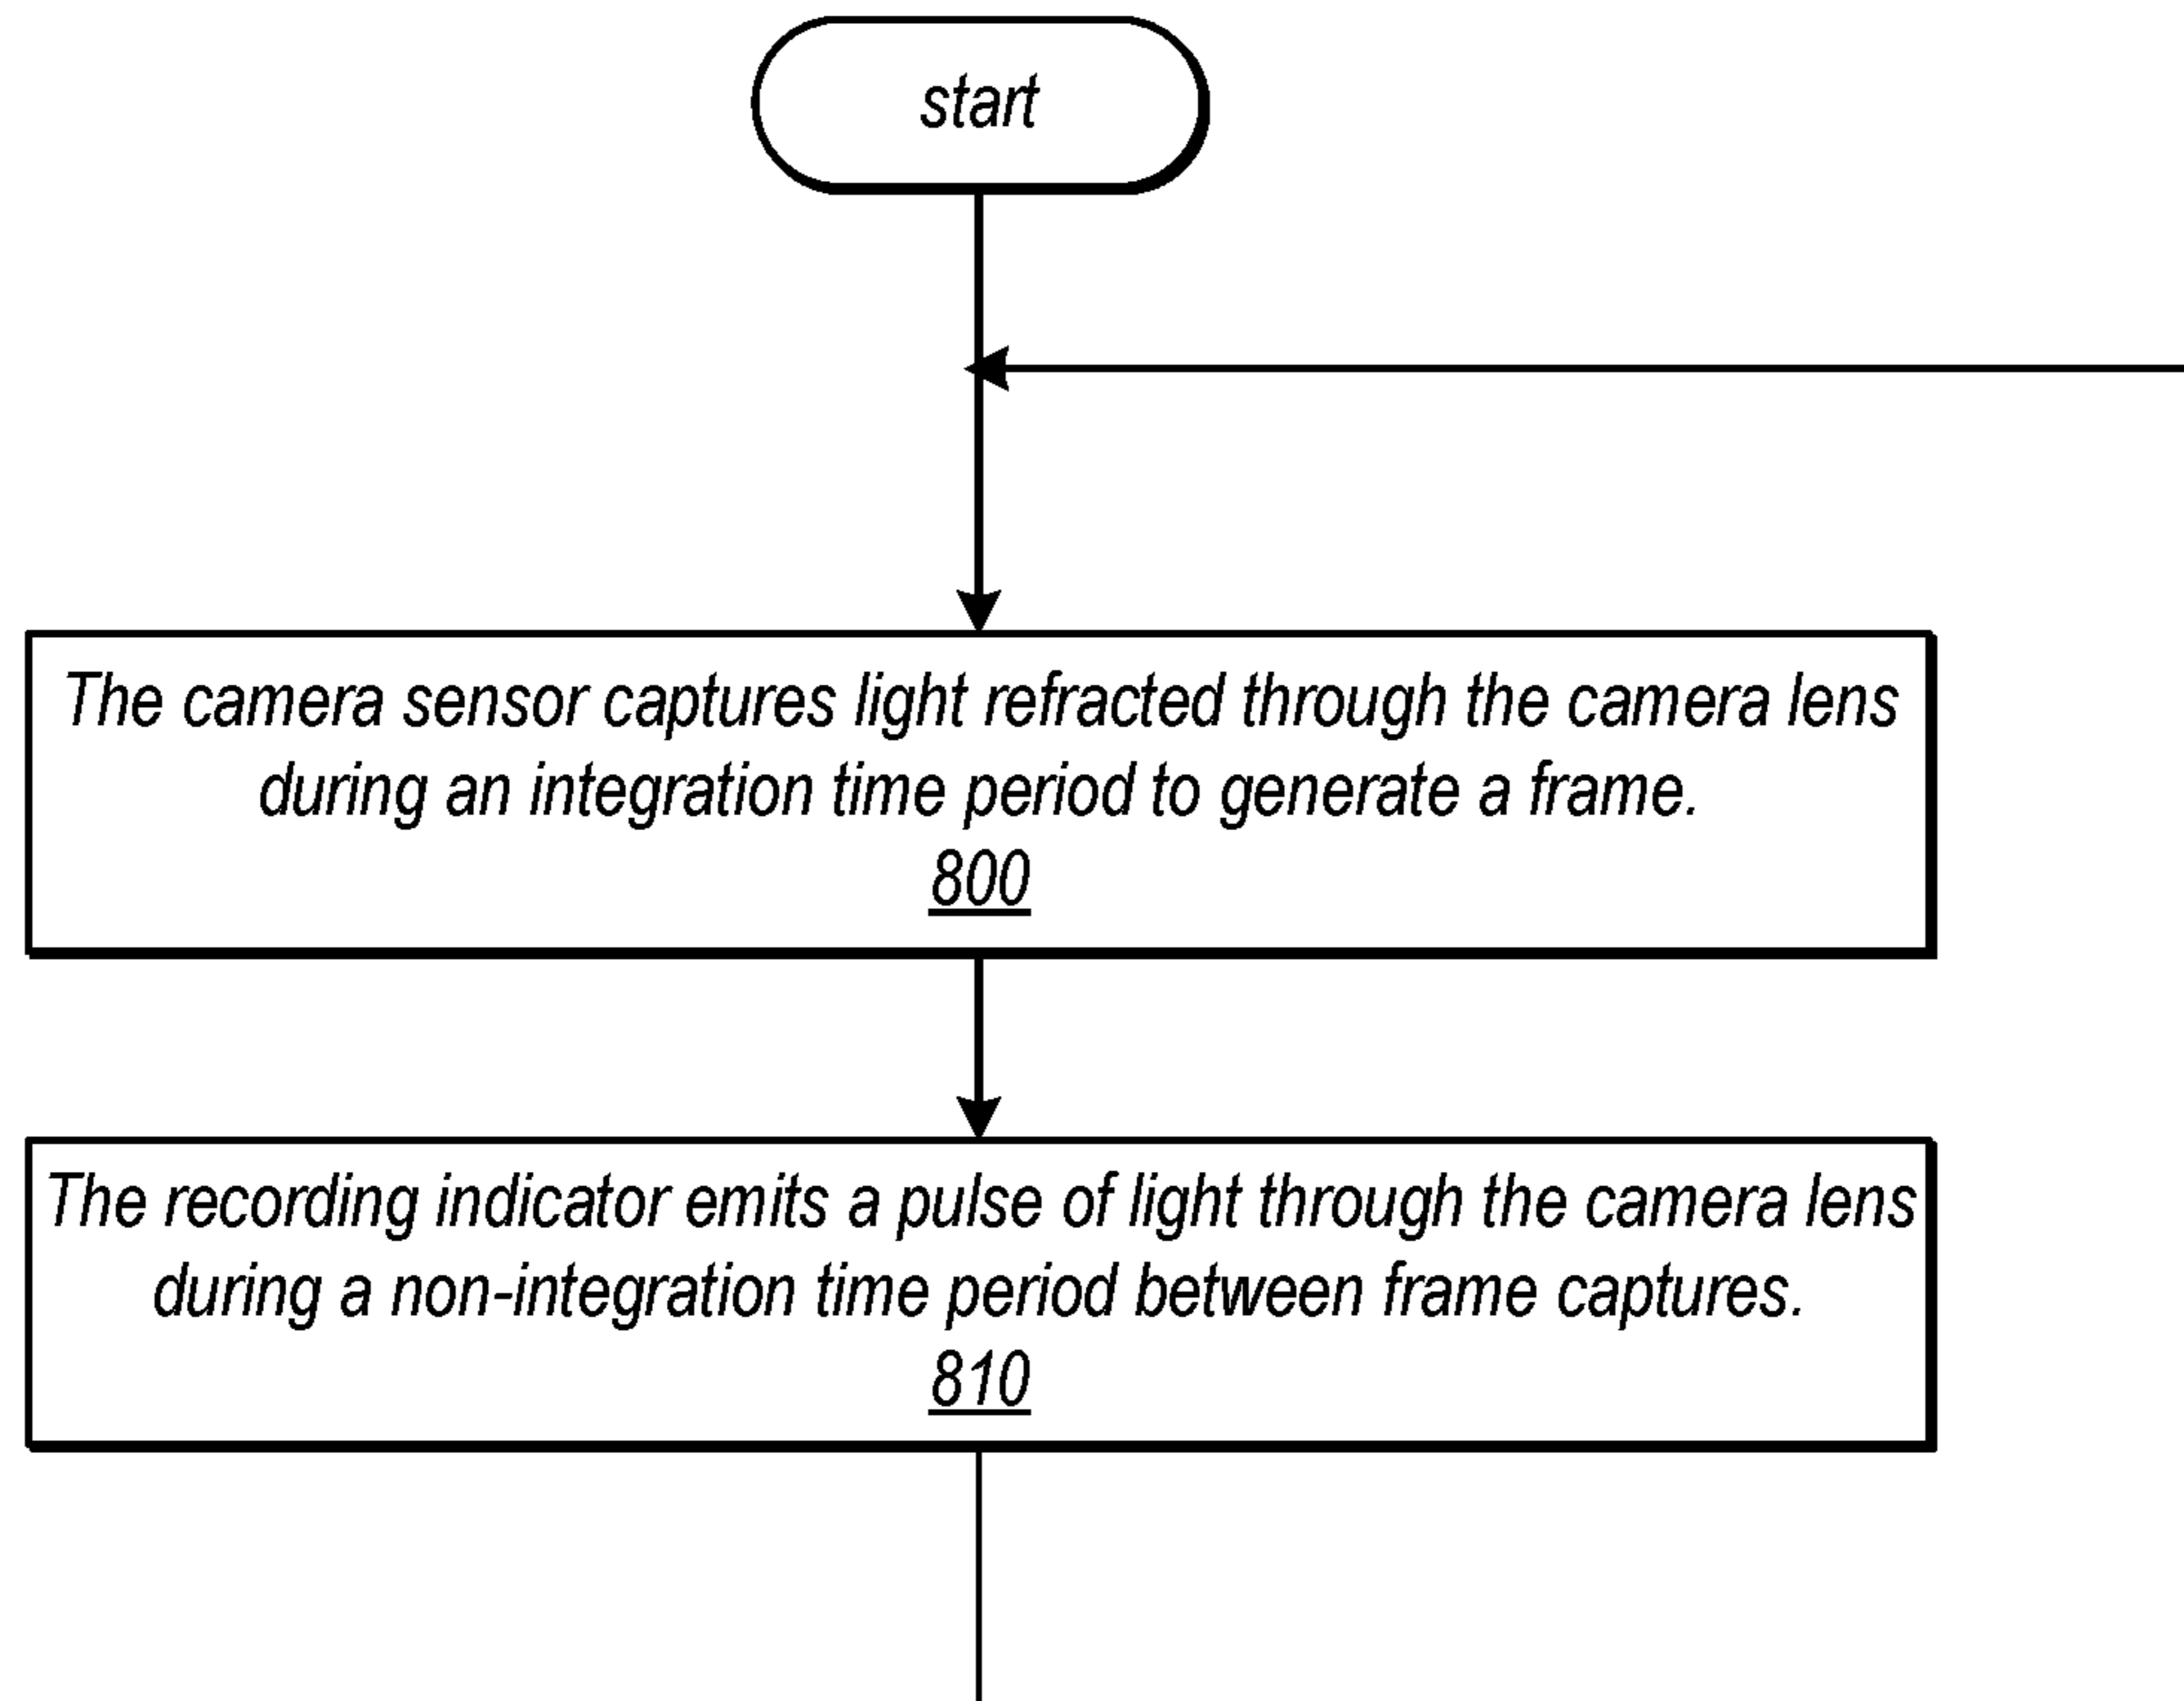 start
The camera sensor captures light refracted through the camera lens
during an integration time period to generate a frame.
800
The recording indicator emits a pulse of light through the camera lens
during a non-integration time period between frame captures.
810